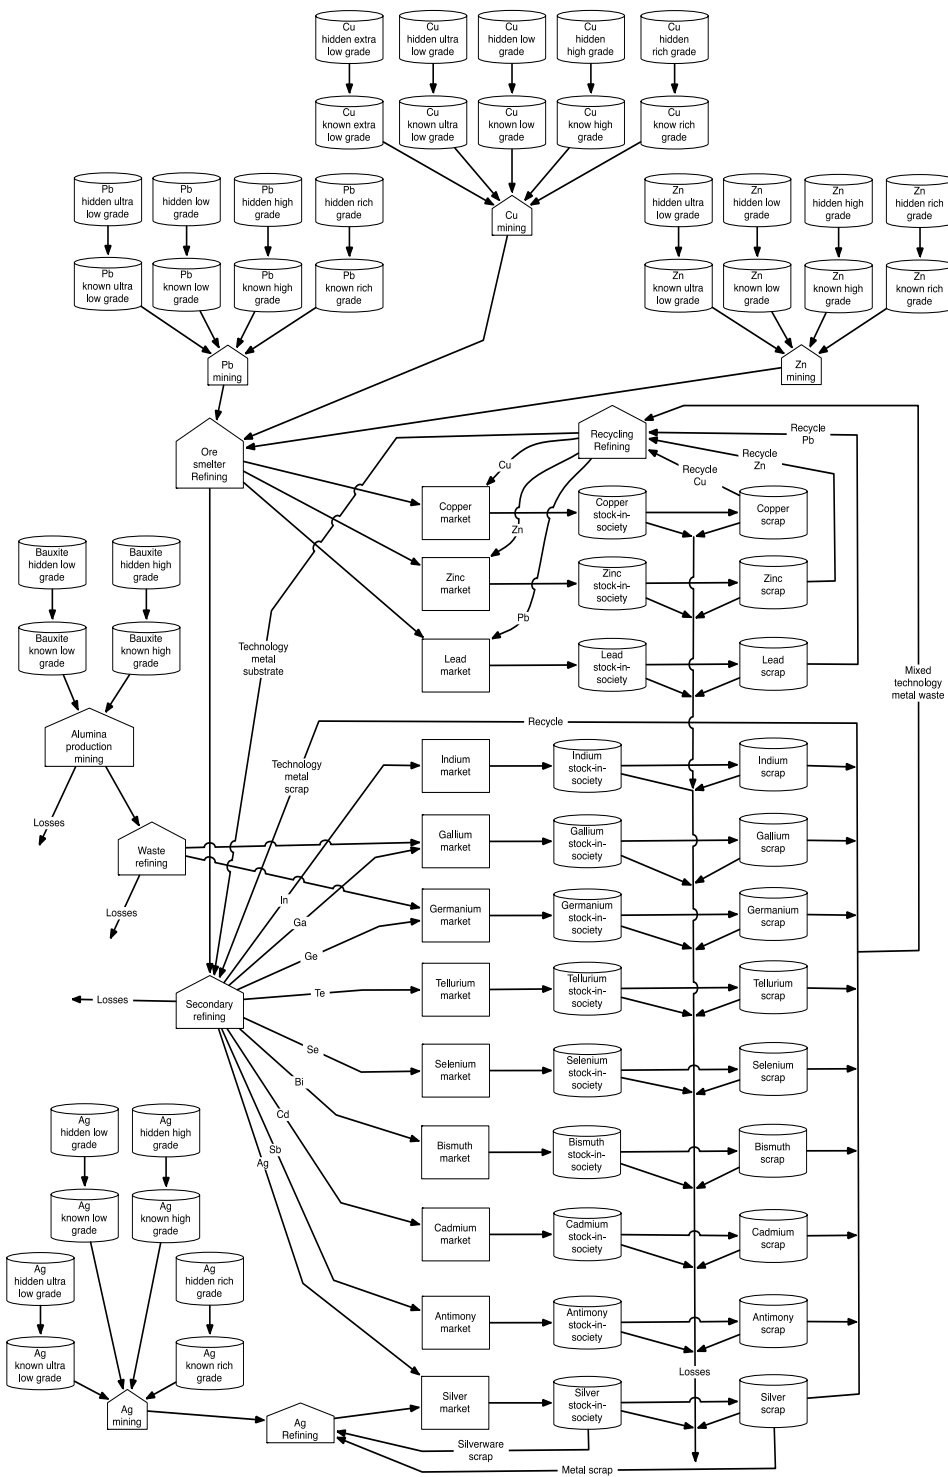 Cu
hidden extra
low grade
Cu
hidden ultra
low grade
Cu
hidden low
grade
Cu
hidden
high grade
Cu
hidden
rich grade
Cu
known extra
low grade
Cu
known ultra
low grade
Cu
known low
grade
Cu
know high
grade
Cu
know rich
grade
Pb
hidden ultra
low grade
Pb
hidden low
grade
Pb
hidden high
grade
Pb
hidden rich
grade
Cu
mining
Zn
hidden ultra
low grade
Zn
hidden low
grade
Zn
hidden high
grade
Zn
hidden rich
grade
Pb
known ultra
low grade
Pb
known low
grade
Pb
known high
grade
Pb
known rich
grade
Zn
known ultra
low grade
Zn
known low
grade
Zn
known high
grade
Zn
known rich
grade
Pb
mining
Zn
mining
Ore
smelter
Refining
Recycling
Refining
Recycle
Pb
Recycle
Zn
Recycle
Cu
Cu
Zn
Pb
Copper
market
Copper
stock-in-
society
Copper
scrap
Zinc
market
Zinc
stock-in-
society
Zinc
scrap
Lead
market
Lead
stock-in-
society
Lead
scrap
Bauxite
hidden low
grade
Bauxite
hidden high
grade
Bauxite
known low
grade
Bauxite
known high
grade
Technology
metal
substrate
Mixed
technology
metal waste
Alumina
production
mining
Losses
Recycle
Technology
metal
scrap
Indium
market
Indium
stock-in-
society
Indium
scrap
Waste
refining
Losses
Gallium
market
Gallium
stock-in-
society
Gallium
scrap
In
Ga
Ge
Germanium
market
Germanium
stock-in-
society
Germanium
scrap
Losses
Secondary
refining
Te
Tellurium
market
Tellurium
stock-in-
society
Tellurium
scrap
Se
Selenium
market
Selenium
stock-in-
society
Selenium
scrap
Bi
Bismuth
market
Bismuth
stock-in-
society
Bismuth
scrap
Cd
Sb
Ag
Cadmium
market
Cadmium
stock-in-
society
Cadmium
scrap
Antimony
market
Antimony
stock-in-
society
Antimony
scrap
Losses
Ag
hidden low
grade
Ag
hidden high
grade
Ag
known low
grade
Ag
known high
grade
Ag
hidden ultra
low grade
Ag
hidden rich
grade
Ag
known ultra
low grade
Ag
known rich
grade
Ag
mining
Ag
Refining
Silver
market
Silver
stock-in-
society
Silver
scrap
Silverware
scrap
Metal scrap